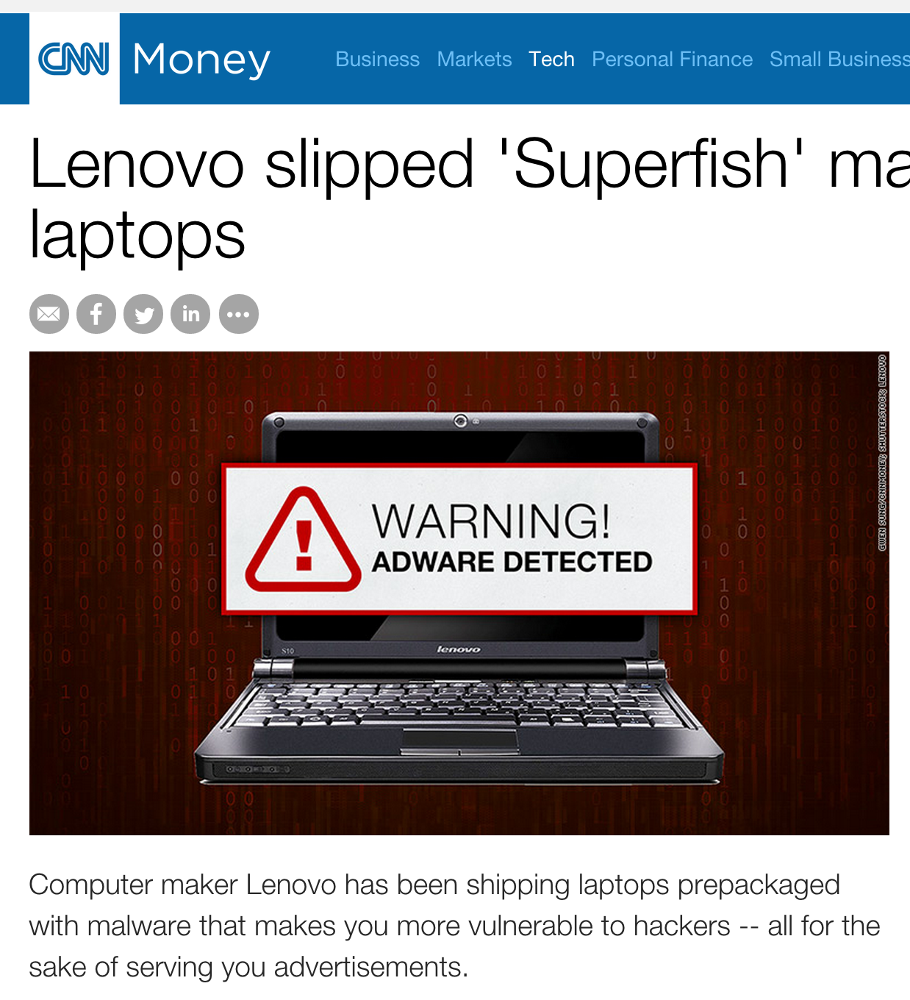 CNN Money Business Markets Tech Personal Finance Small Business
Lenovo slipped 'Superfish' ma
laptops
f in
GWEN SUNG/CNNMONEY; SHUTTERSTOCK; LENOVO
WARNING!
ADWARE DETECTED
S10 lenovo
Computer maker Lenovo has been shipping laptops prepackaged
with malware that makes you more vulnerable to hackers -- all for the
sake of serving you advertisements.